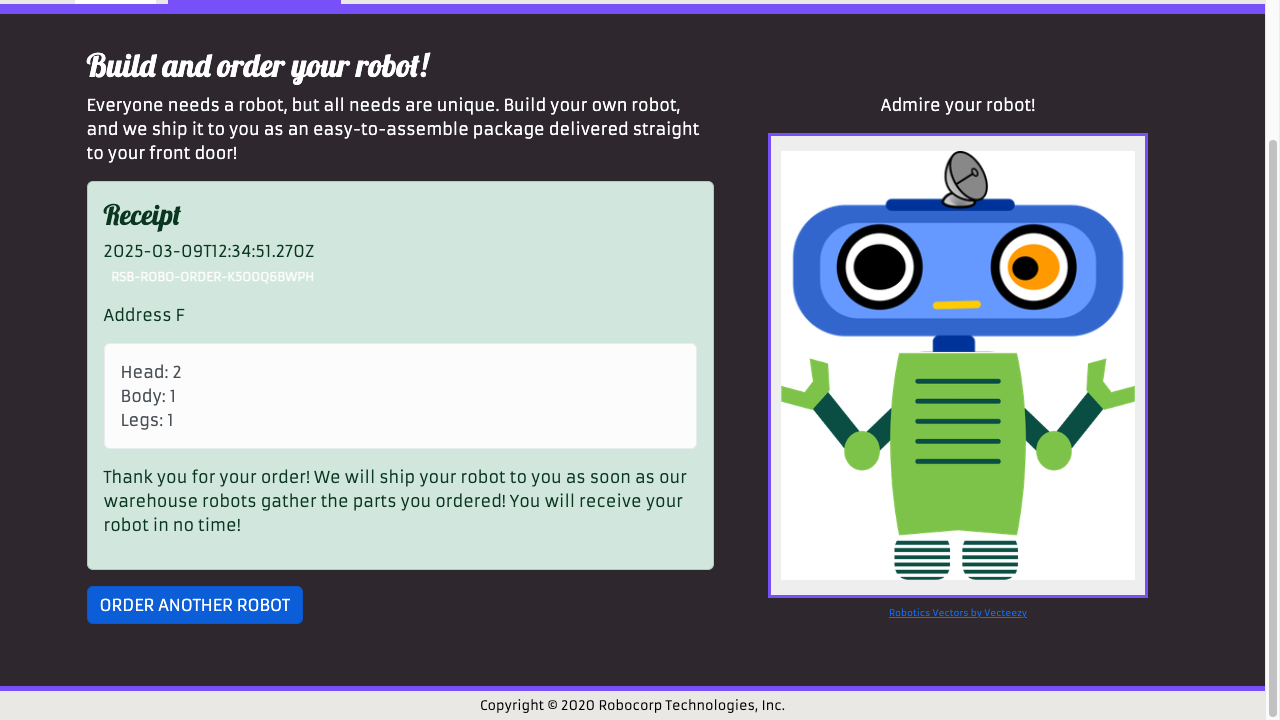 Build and order your robot!
Everyone needs a robot, but all needs are unique. Build your own robot,
and we ship it to you as an easy-to-assemble package delivered straight
to your front door!
Admire your robot!
Receipt
2025-03-09T12:34:51.270Z
RSB-ROBO-ORDER-K5OOQ6BWPH
Address F
Head: 2
Body: 1
Legs: 1
Thank you for your order! We will ship your robot to you as soon as our
warehouse robots gather the parts you ordered! You will receive your
robot in no time!
ORDER ANOTHER ROBOT
Robotics Vectors by Vecteezy
Copyright © 2020 Robocorp Technologies, Inc.